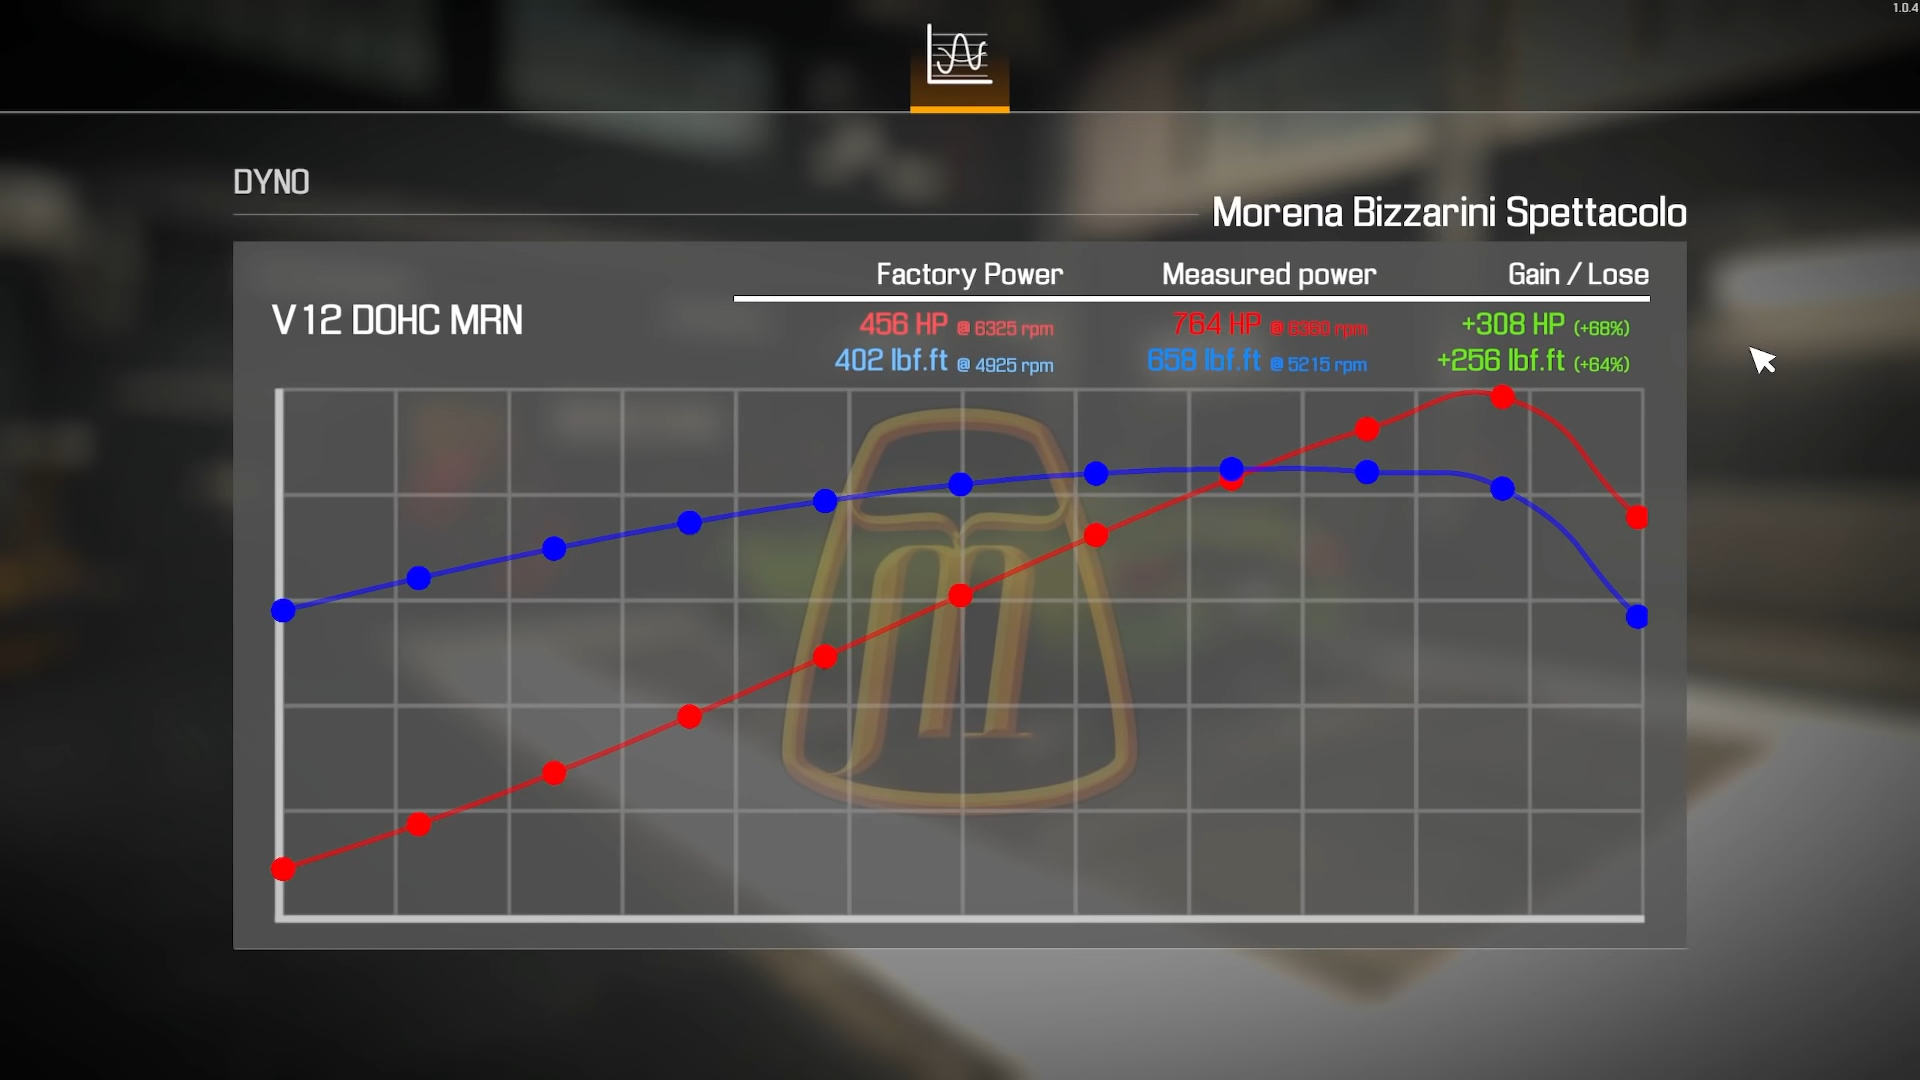 1.0.4
DYNO
Morena Bizzarini Spettacolo
Factory Power Measured power Gain / Lose
V12 DOHC MRN
456 HP @ 6325 rpm 764 HP @ 6360 rpm +308 HP (+68%)
402 lbf.ft @ 4925 rpm 658 lbf.ft @ 5215 rpm +256 lbf.ft (+64%)
m